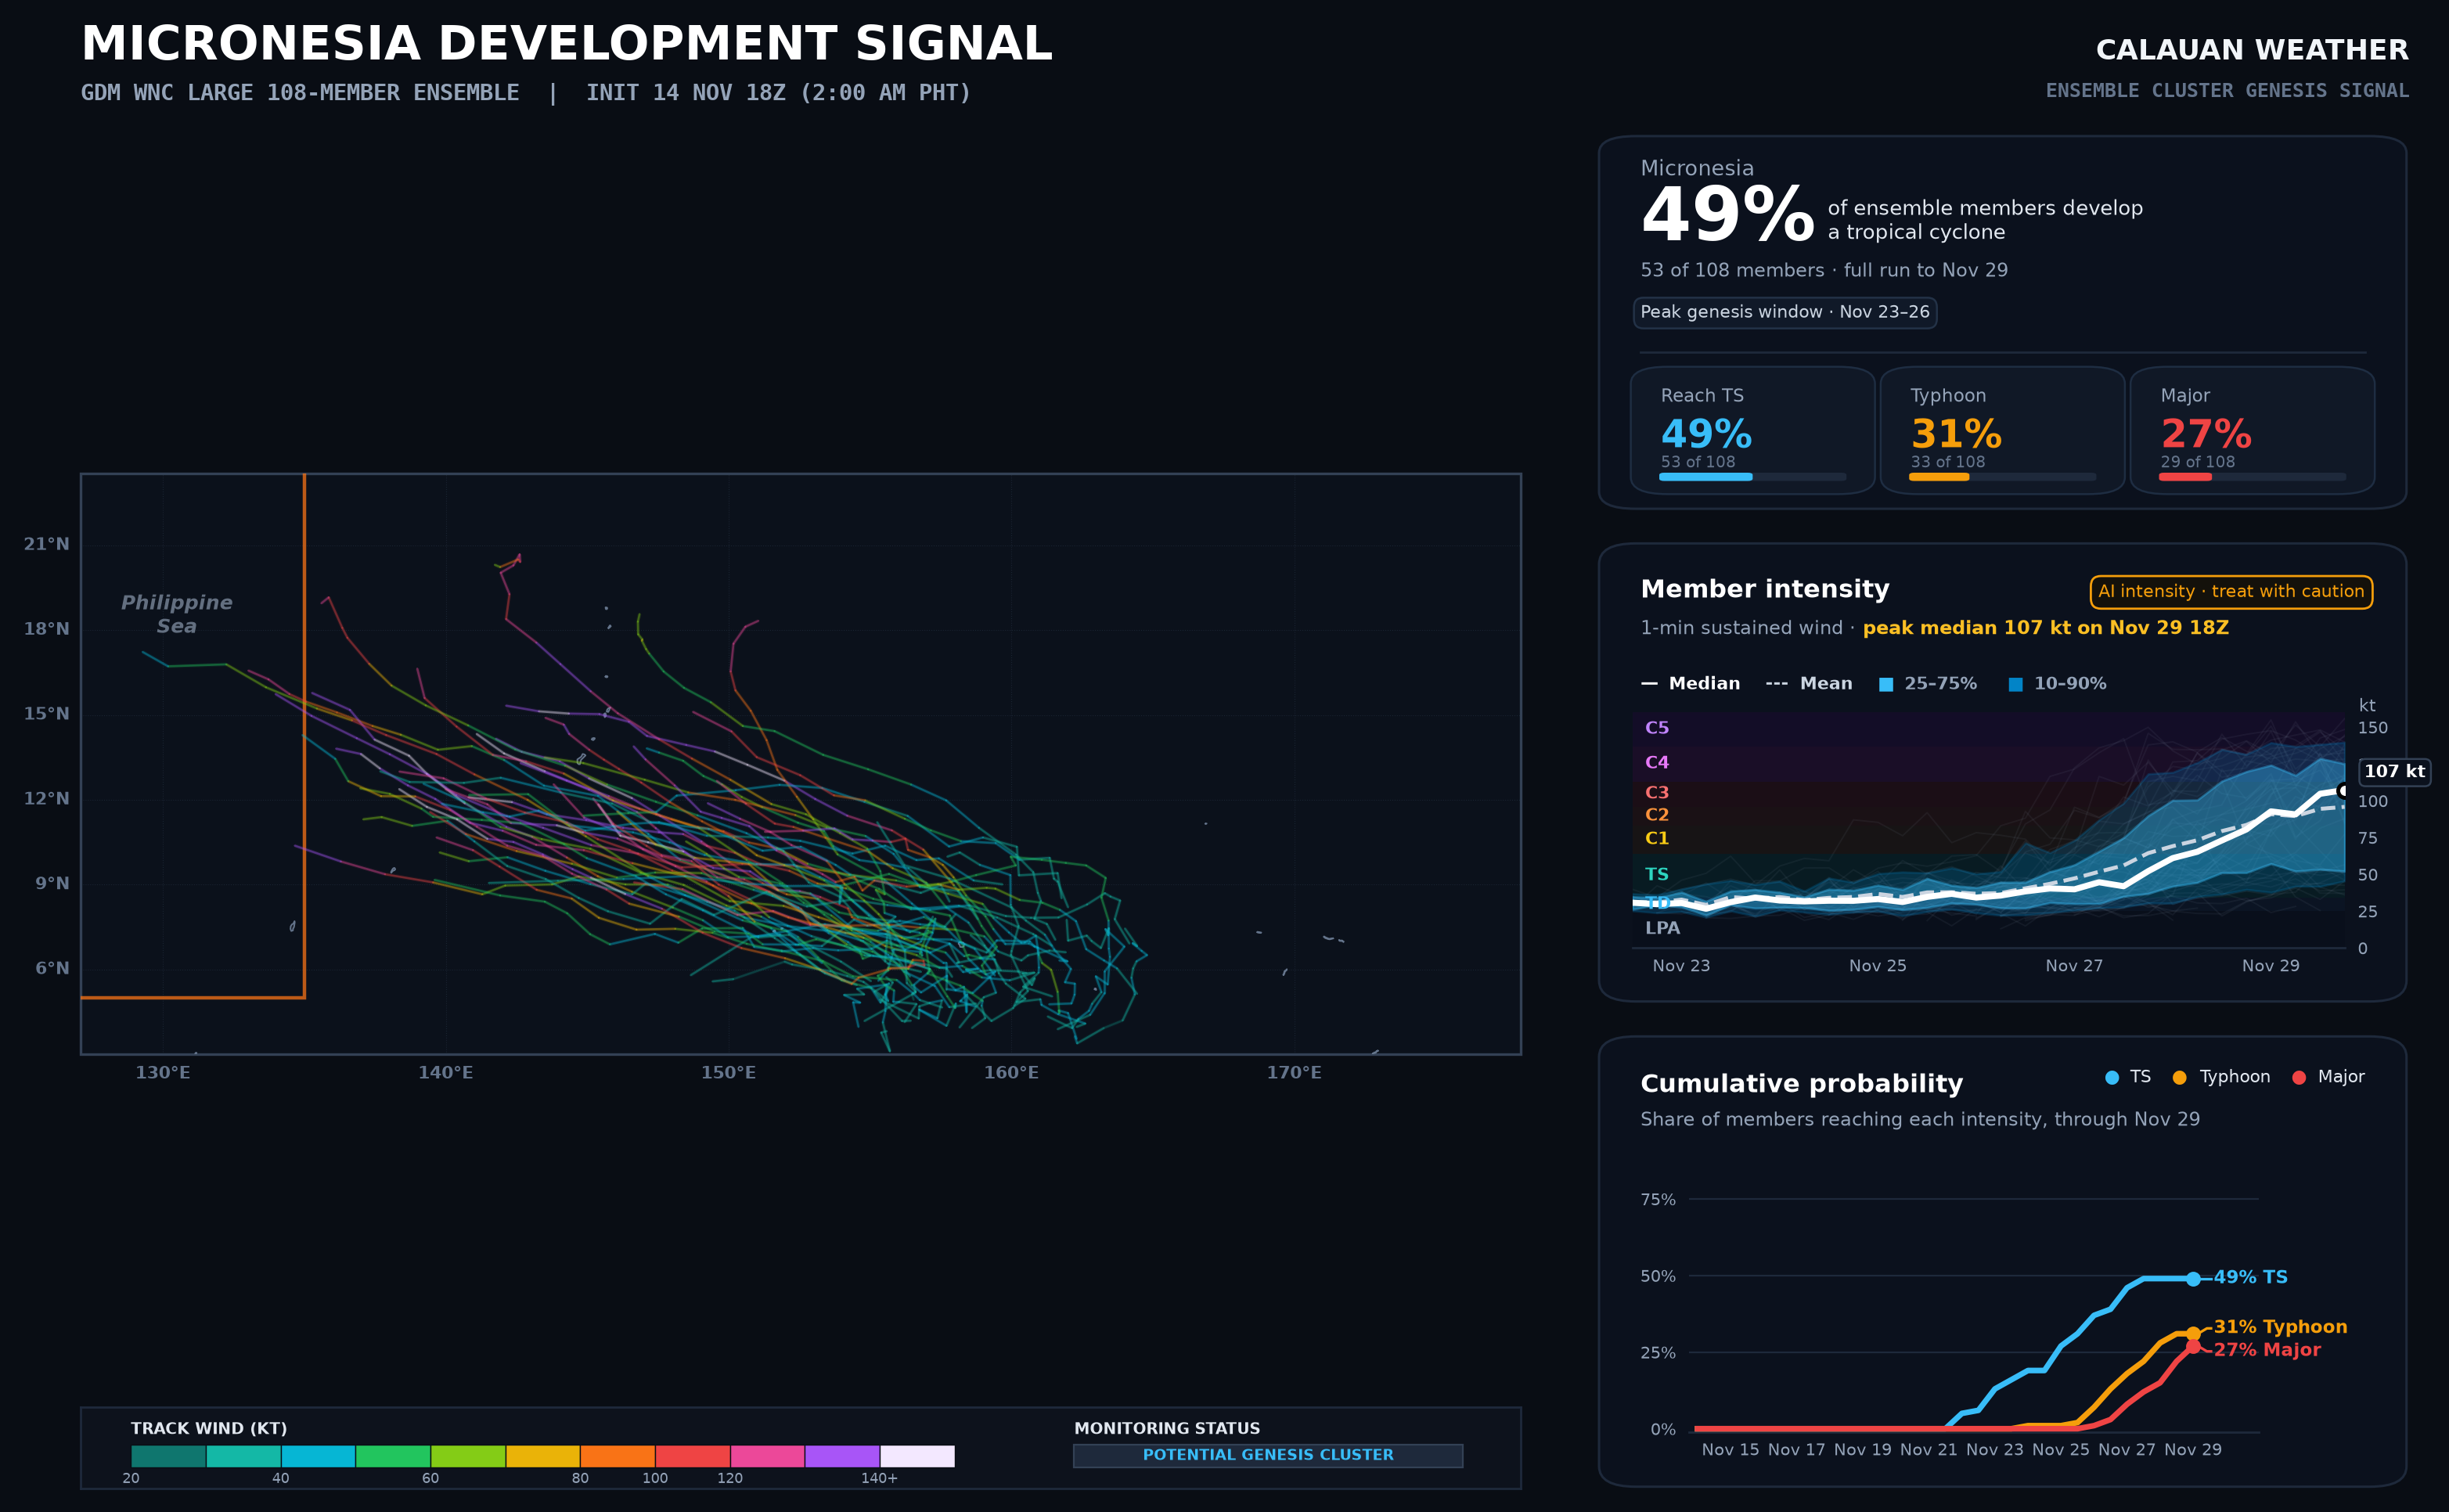 MICRONESIA DEVELOPMENT SIGNAL
GDM WNC LARGE 108-MEMBER ENSEMBLE | INIT 14 NOV 18Z (2:00 AM PHT)
CALAUAN WEATHER
ENSEMBLE CLUSTER GENESIS SIGNAL
21°N
18°N
15°N
12°N
9°N
6°N
Philippine
Sea
130°E
140°E
150°E
160°E
170°E
TRACK WIND (KT)
20
40
60
80
100
120
140+
MONITORING STATUS
POTENTIAL GENESIS CLUSTER
Micronesia
49%
of ensemble members develop
a tropical cyclone
53 of 108 members · full run to Nov 29
Peak genesis window · Nov 23–26
Reach TS
49%
53 of 108
Typhoon
31%
33 of 108
Major
27%
29 of 108
Member intensity
AI intensity · treat with caution
1-min sustained wind · peak median 107 kt on Nov 29 18Z
Median
Mean
25–75%
10–90%
kt
C5
C4
C3
C2
C1
TS
TD
LPA
150
107 kt
100
75
50
25
0
Nov 23
Nov 25
Nov 27
Nov 29
Cumulative probability
TS
Typhoon
Major
Share of members reaching each intensity, through Nov 29
75%
50%
25%
0%
49% TS
31% Typhoon
27% Major
Nov 15
Nov 17
Nov 19
Nov 21
Nov 23
Nov 25
Nov 27
Nov 29